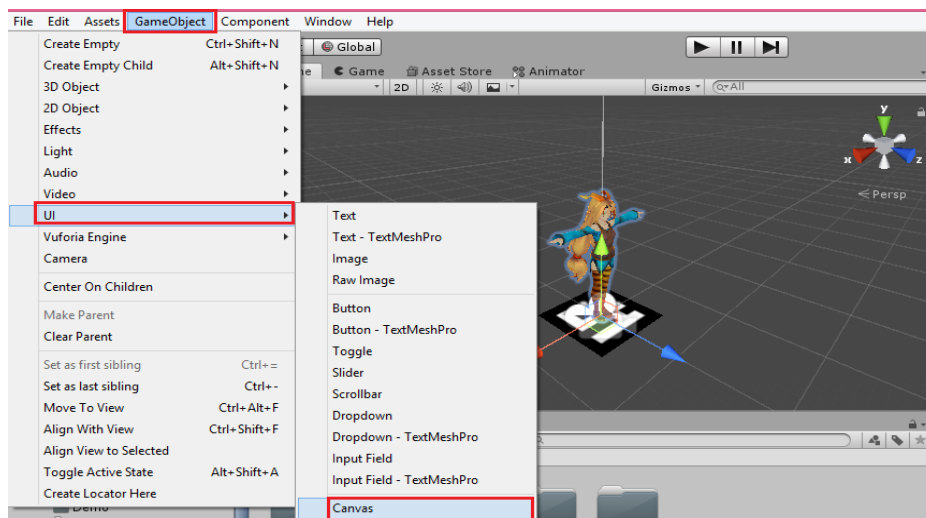 File Edit Assets GameObject Component Window Help
Create Empty Ctrl+Shift+N
Global
Create Empty Child Alt+Shift+N
Game Asset Store Animator
3D Object
2D Gizmos All
2D Object
Effects
Light
Audio
Video
y
x z
Persp
UI
Vuforia Engine
Camera
Center On Children
Make Parent
Clear Parent
Set as first sibling Ctrl+=
Set as last sibling Ctrl+-
Move To View Ctrl+Alt+F
Align With View Ctrl+Shift+F
Align View to Selected
Toggle Active State Alt+Shift+A
Create Locator Here
Demo
Text
Text - TextMeshPro
Image
Raw Image
Button
Button - TextMeshPro
Toggle
Slider
Scrollbar
Dropdown
Dropdown - TextMeshPro
Input Field
Input Field - TextMeshPro
Canvas